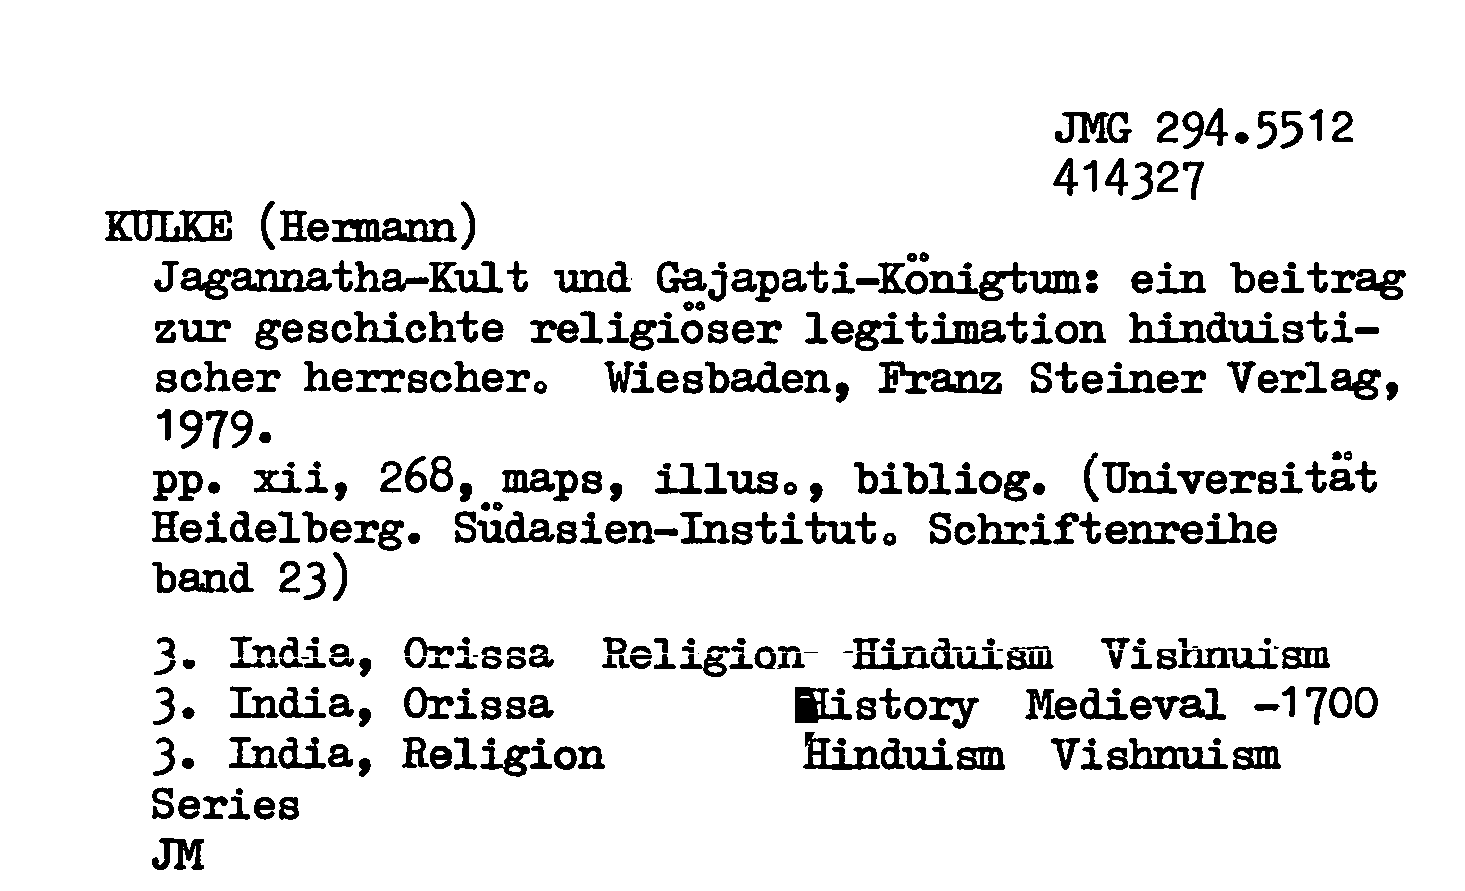 JMG 294.5512
414327
KULKE (Hermann)
Jagannatha-Kult und Gajapati-Königtum: ein beitrag
zur geschichte religiöser legitimation hinduisti-
scher herrscher. Wiesbaden, Franz Steiner Verlag,
1979.
pp. xii, 268, maps, illus., bibliog. (Universität
Heidelberg. Südasien-Institut. Schriftenreihe
band 23)
3. India, Orissa Religion Hinduism Vishnuism
3. India, Orissa History Medieval -1700
3. India, Religion Hinduism Vishnuism
Series
JM